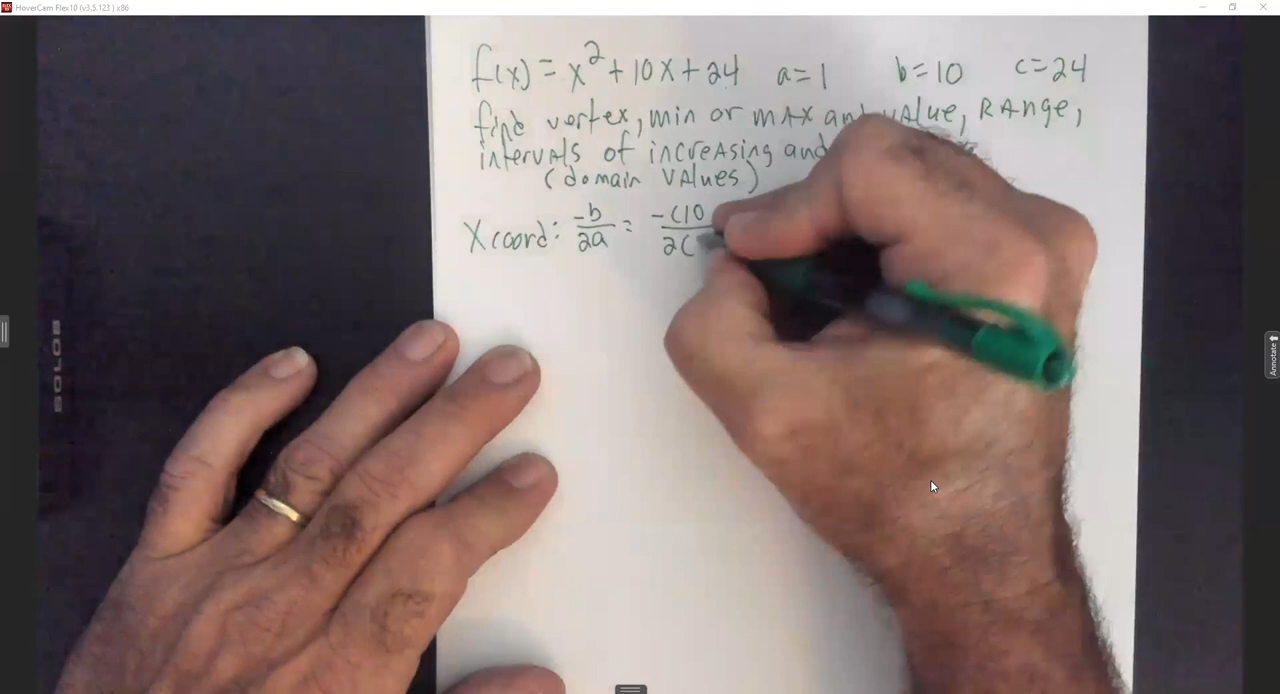 HoverCam Flex10 (v3.5.123) x86
f(x) = x² + 10x + 24 a=1 b=10 c=24
find vertex, min or mAx and value, RANge,
intervAls of increAsing and
(domain vAlues)
X coord: -b/2a = -(10/2(
Annotate
SOLO8